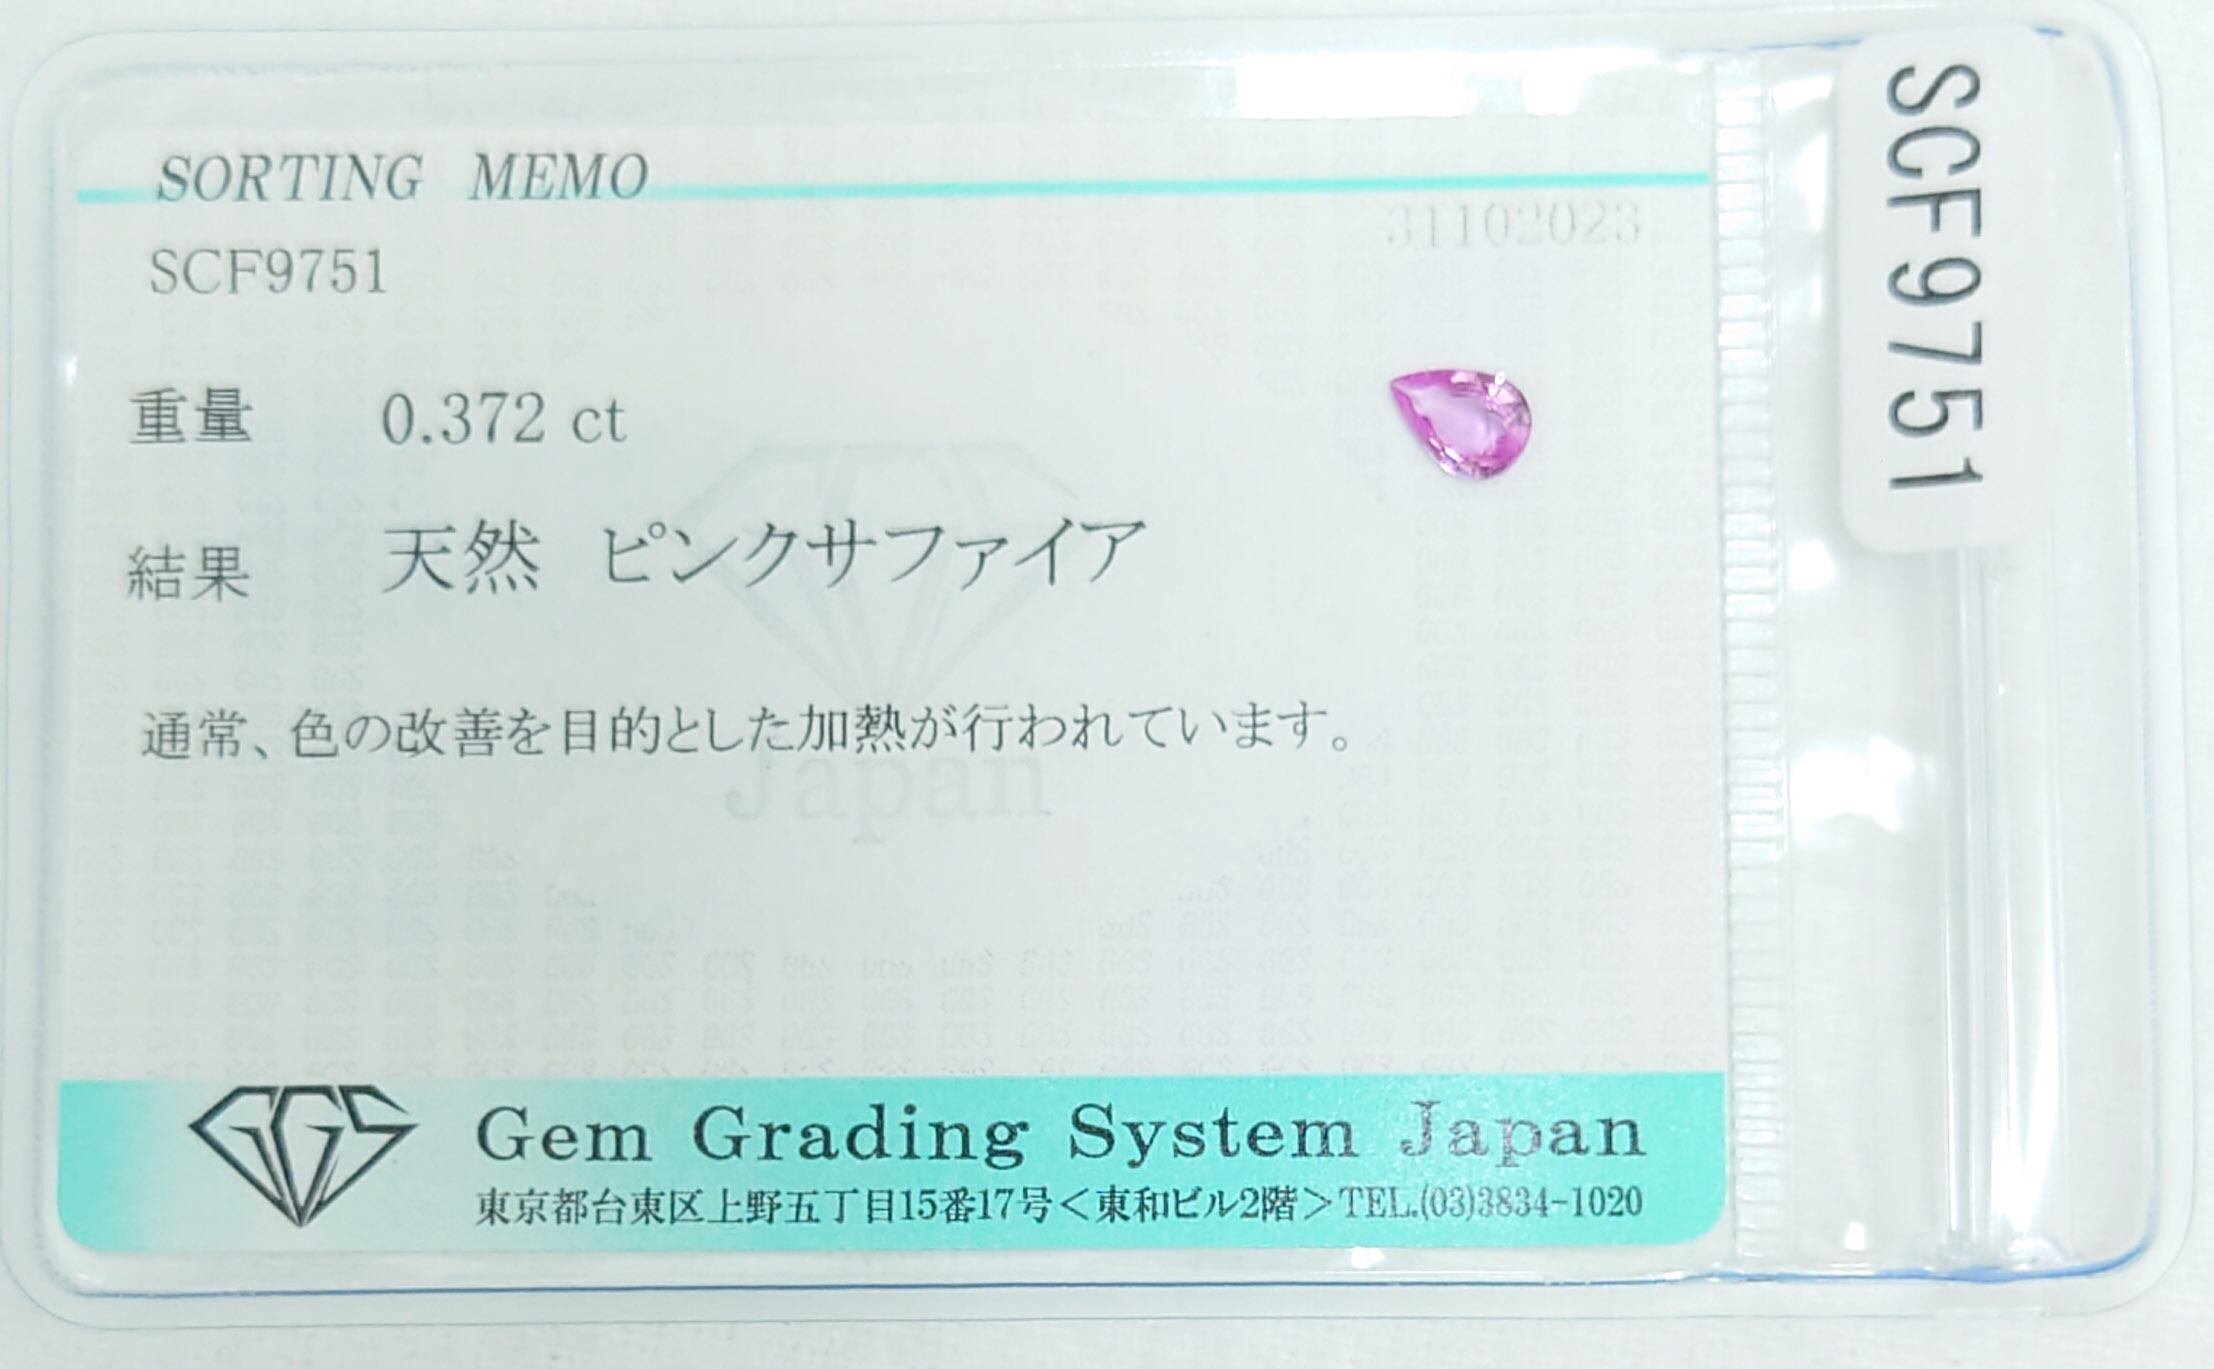 SORTING MEMO
31102023
SCF9751
重量 0.372 ct
結果 天然 ピンクサファイア
通常、色の改善を目的とした加熱が行われています。
Japan
GGS
Gem Grading System Japan
東京都台東区上野五丁目15番17号＜東和ビル2階＞TEL.(03)3834-1020
SCF9751